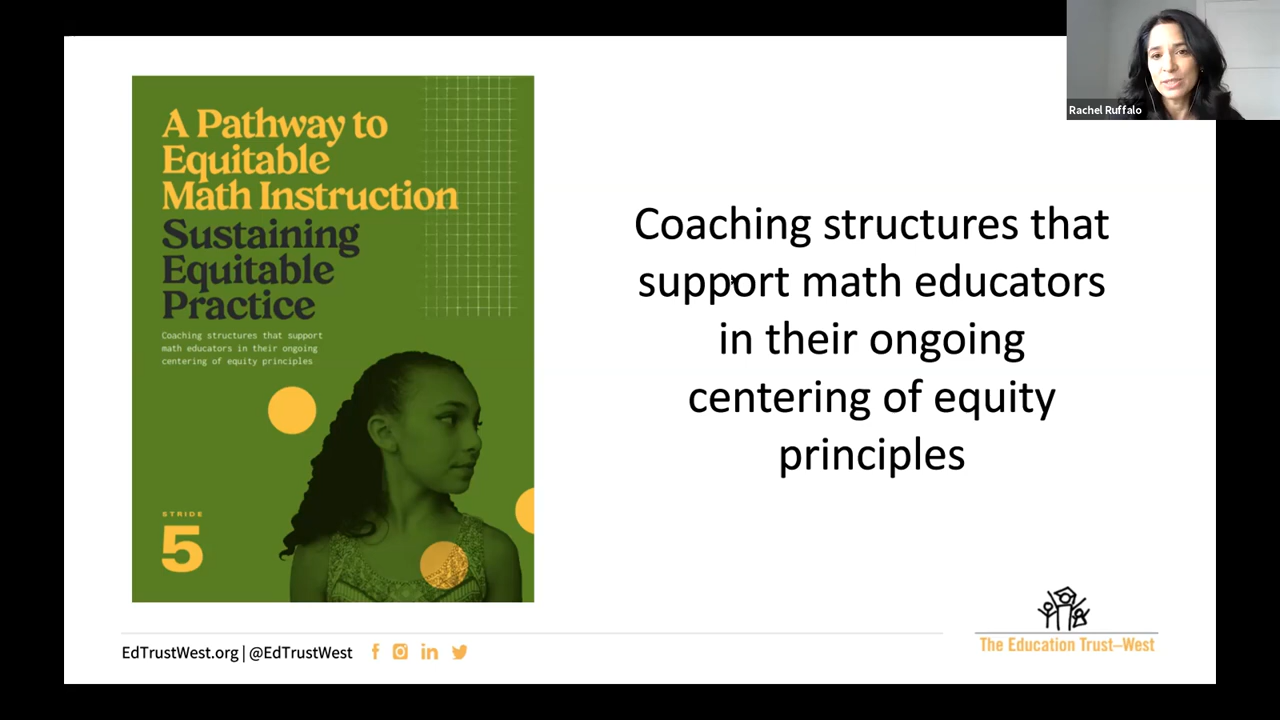 Rachel Ruffalo
A Pathway to
Equitable
Math Instruction
Sustaining
Equitable
Practice
Coaching structures that support
math educators in their ongoing
centering of equity principles
STRIDE
5
Coaching structures that
support math educators
in their ongoing
centering of equity
principles
EdTrustWest.org | @EdTrustWest
The Education Trust–West